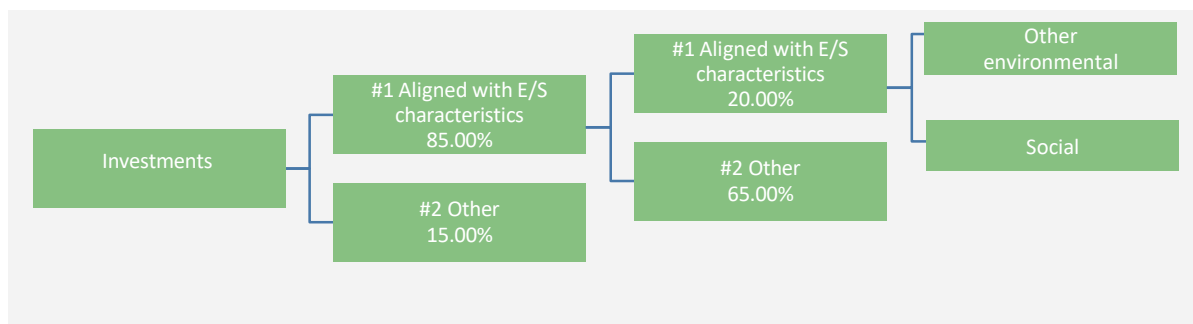 Investments
#1 Aligned with E/S
characteristics
85.00%
#2 Other
15.00%
#1 Aligned with E/S
characteristics
20.00%
#2 Other
65.00%
Other
environmental
Social